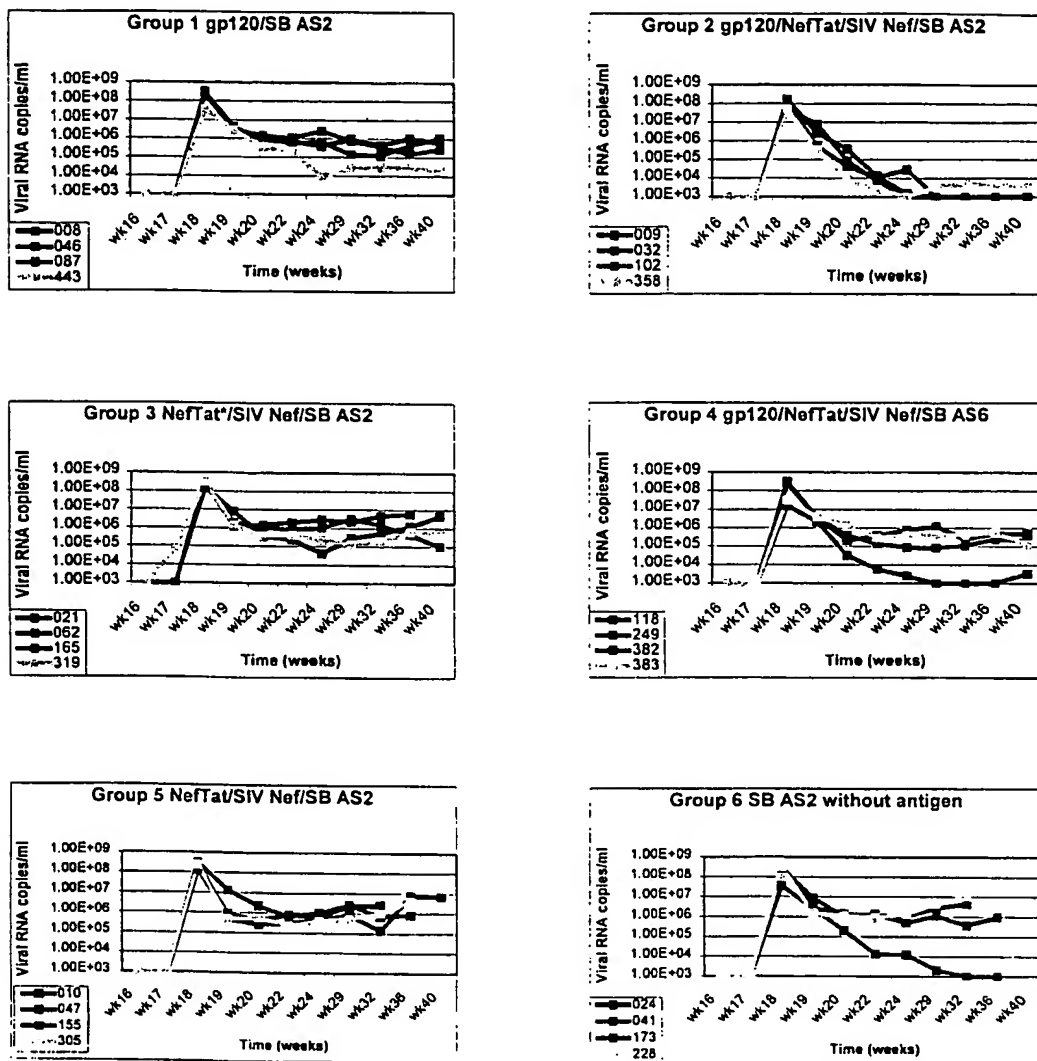 Group 1 gp120/SB AS2
Viral RNA copies/ml
1.00E+09
1.00E+08
1.00E+07
1.00E+06
1.00E+05
1.00E+04
1.00E+03
wk16 wk17 wk18 wk19 wk20 wk22 wk24 wk29 wk32 wk36 wk40
Time (weeks)
008
046
087
443
Group 2 gp120/NefTat/SIV Nef/SB AS2
Viral RNA copies/ml
1.00E+09
1.00E+08
1.00E+07
1.00E+06
1.00E+05
1.00E+04
1.00E+03
wk16 wk17 wk18 wk19 wk20 wk22 wk24 wk29 wk32 wk36 wk40
Time (weeks)
009
032
102
358
Group 3 NefTat*/SIV Nef/SB AS2
Viral RNA copies/ml
1.00E+09
1.00E+08
1.00E+07
1.00E+06
1.00E+05
1.00E+04
1.00E+03
wk16 wk17 wk18 wk19 wk20 wk22 wk24 wk29 wk32 wk36 wk40
Time (weeks)
021
062
165
319
Group 4 gp120/NefTat/SIV Nef/SB AS6
Viral RNA copies/ml
1.00E+09
1.00E+08
1.00E+07
1.00E+06
1.00E+05
1.00E+04
1.00E+03
wk16 wk17 wk18 wk19 wk20 wk22 wk24 wk29 wk32 wk36 wk40
Time (weeks)
118
249
382
383
Group 5 NefTat/SIV Nef/SB AS2
Viral RNA copies/ml
1.00E+09
1.00E+08
1.00E+07
1.00E+06
1.00E+05
1.00E+04
1.00E+03
wk16 wk17 wk18 wk19 wk20 wk22 wk24 wk29 wk32 wk36 wk40
Time (weeks)
010
047
155
305
Group 6 SB AS2 without antigen
Viral RNA copies/ml
1.00E+09
1.00E+08
1.00E+07
1.00E+06
1.00E+05
1.00E+04
1.00E+03
wk16 wk17 wk18 wk19 wk20 wk22 wk24 wk29 wk32 wk36 wk40
Time (weeks)
024
041
173
228